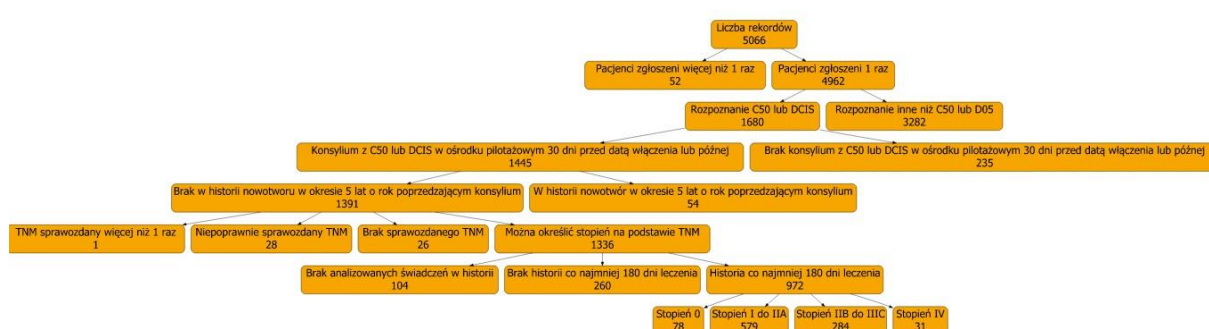 Liczba rekordów
5066
Pacjenci zgłoszeni więcej niż 1 raz
52
Pacjenci zgłoszeni 1 raz
4962
Rozpoznanie C50 lub DCIS
1680
Rozpoznanie inne niż C50 lub D05
3282
Konsylium z C50 lub DCIS w ośrodku pilotażowym 30 dni przed datą włączenia lub później
1445
Brak konsylium z C50 lub DCIS w ośrodku pilotażowym 30 dni przed datą włączenia lub później
235
Brak w historii nowotworu w okresie 5 lat o rok poprzedzającym konsylium
1391
W historii nowotwór w okresie 5 lat o rok poprzedzającym konsylium
54
TNM sprawozdany więcej niż 1 raz
1
Niepoprawnie sprawozdany TNM
28
Brak sprawozdanego TNM
26
Można określić stopień na podstawie TNM
1336
Brak analizowanych świadczeń w historii
104
Brak historii co najmniej 180 dni leczenia
260
Historia co najmniej 180 dni leczenia
972
Stopień 0
78
Stopień I do IIA
579
Stopień IIB do IIIC
284
Stopień IV
31